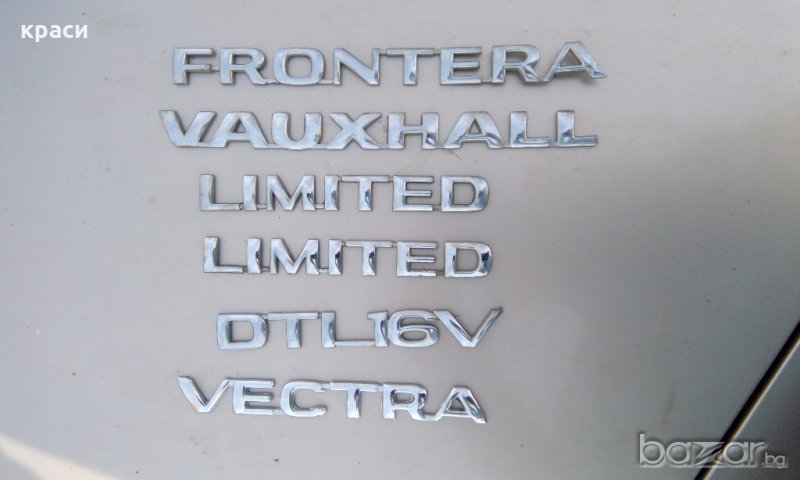 краси
FRONTERA
VAUXHALL
LIMITED
LIMITED
DTL16V
VECTRA
bazar.bg